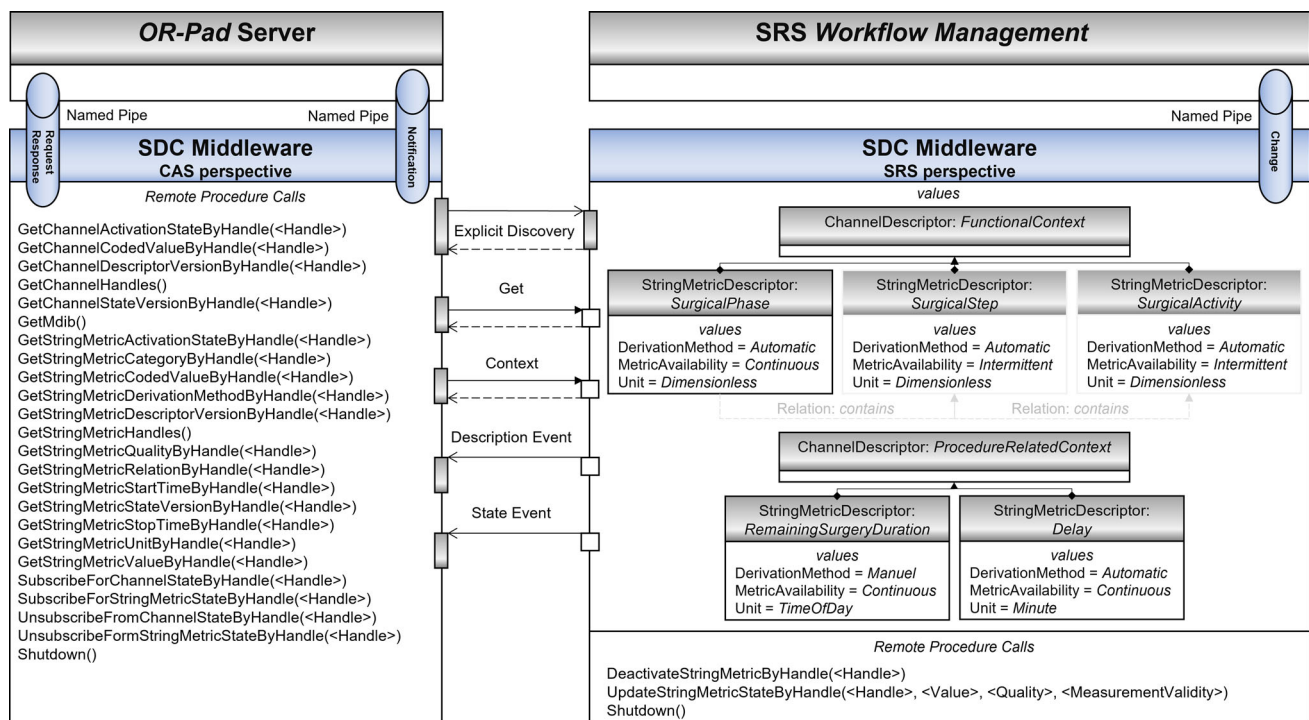 OR-Pad Server
Named Pipe
Named Pipe
Request
Response
Notification
SDC Middleware
CAS perspective
Remote Procedure Calls
GetChannelActivationStateByHandle(<Handle>)
GetChannelCodedValueByHandle(<Handle>)
GetChannelDescriptorVersionByHandle(<Handle>)
GetChannelHandles()
GetChannelStateVersionByHandle(<Handle>)
GetMdib()
GetStringMetricActivationStateByHandle(<Handle>)
GetStringMetricCategoryByHandle(<Handle>)
GetStringMetricCodedValueByHandle(<Handle>)
GetStringMetricDerivationMethodByHandle(<Handle>)
GetStringMetricDescriptorVersionByHandle(<Handle>)
GetStringMetricHandles()
GetStringMetricQualityByHandle(<Handle>)
GetStringMetricRelationByHandle(<Handle>)
GetStringMetricStartTimeByHandle(<Handle>)
GetStringMetricStateVersionByHandle(<Handle>)
GetStringMetricStopTimeByHandle(<Handle>)
GetStringMetricUnitByHandle(<Handle>)
GetStringMetricValueByHandle(<Handle>)
SubscribeForChannelStateByHandle(<Handle>)
SubscribeForStringMetricStateByHandle(<Handle>)
UnsubscribeFromChannelStateByHandle(<Handle>)
UnsubscribeFormStringMetricStateByHandle(<Handle>)
Shutdown()
Explicit Discovery
Get
Context
Description Event
State Event
SRS Workflow Management
Named Pipe
Change
SDC Middleware
SRS perspective
values
ChannelDescriptor: FunctionalContext
StringMetricDescriptor:
SurgicalPhase
values
DerivationMethod = Automatic
MetricAvailability = Continuous
Unit = Dimensionless
StringMetricDescriptor:
SurgicalStep
values
DerivationMethod = Automatic
MetricAvailability = Intermittent
Unit = Dimensionless
StringMetricDescriptor:
SurgicalActivity
values
DerivationMethod = Automatic
MetricAvailability = Intermittent
Unit = Dimensionless
Relation: contains
Relation: contains
ChannelDescriptor: ProcedureRelatedContext
StringMetricDescriptor:
RemainingSurgeryDuration
values
DerivationMethod = Manuel
MetricAvailability = Continuous
Unit = TimeOfDay
StringMetricDescriptor:
Delay
values
DerivationMethod = Automatic
MetricAvailability = Continuous
Unit = Minute
Remote Procedure Calls
DeactivateStringMetricByHandle(<Handle>)
UpdateStringMetricStateByHandle(<Handle>, <Value>, <Quality>, <MeasurementValidity>)
Shutdown()